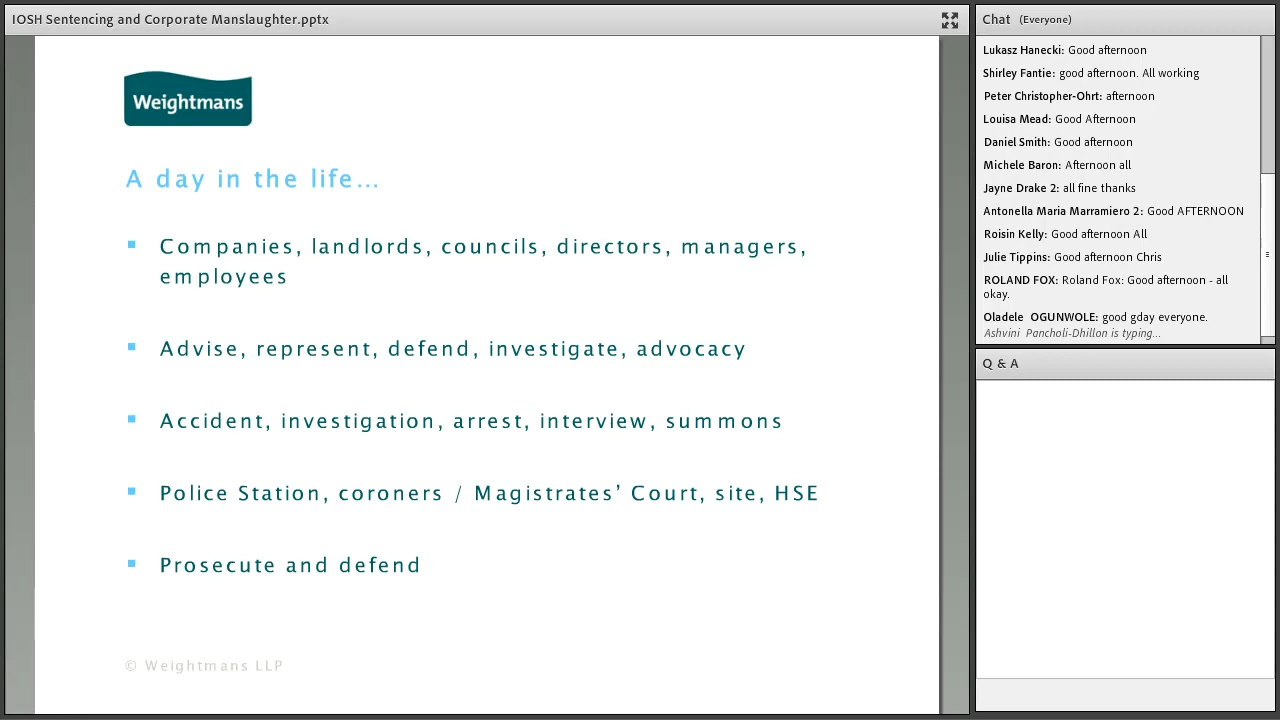 IOSH Sentencing and Corporate Manslaughter.pptx
Weightmans
A day in the life...
Companies, landlords, councils, directors, managers,
employees
Advise, represent, defend, investigate, advocacy
Accident, investigation, arrest, interview, summons
Police Station, coroners / Magistrates’ Court, site, HSE
Prosecute and defend
© Weightmans LLP
Chat (Everyone)
Lukasz Hanecki: Good afternoon
Shirley Fantie: good afternoon. All working
Peter Christopher-Ohrt: afternoon
Louisa Mead: Good Afternoon
Daniel Smith: Good afternoon
Michele Baron: Afternoon all
Jayne Drake 2: all fine thanks
Antonella Maria Marramiero 2: Good AFTERNOON
Roisin Kelly: Good afternoon All
Julie Tippins: Good afternoon Chris
ROLAND FOX: Roland Fox: Good afternoon - all
okay.
Oladele OGUNWOLE: good gday everyone.
Ashvini Pancholi-Dhillon is typing...
Q & A